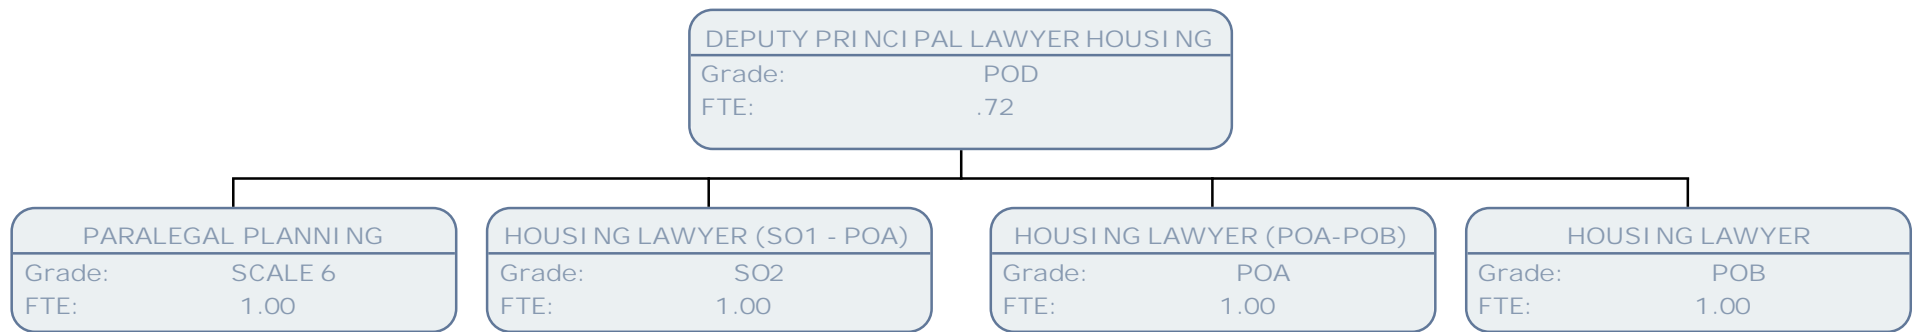 DEPUTY PRINCIPAL LAWYER HOUSING
Grade: POD
FTE: .72
PARALEGAL PLANNING
Grade: SCALE 6
FTE: 1.00
HOUSING LAWYER (SO1 - POA)
Grade: SO2
FTE: 1.00
HOUSING LAWYER (POA-POB)
Grade: POA
FTE: 1.00
HOUSING LAWYER
Grade: POB
FTE: 1.00